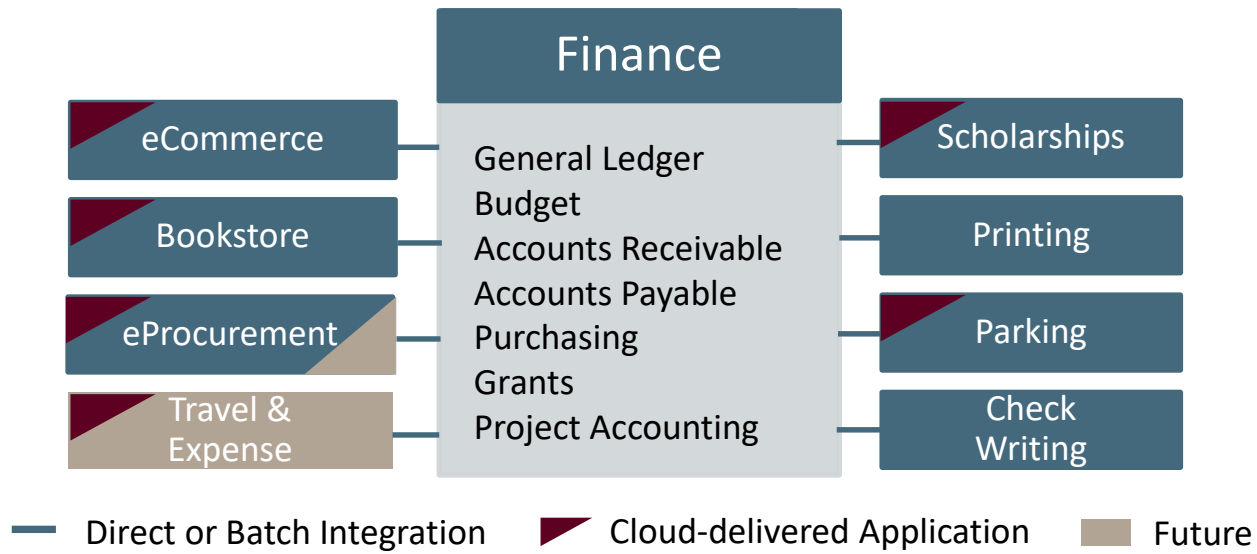 Finance
eCommerce
Bookstore
eProcurement
Travel &
Expense
General Ledger
Budget
Accounts Receivable
Accounts Payable
Purchasing
Grants
Project Accounting
Scholarships
Printing
Parking
Check
Writing
Direct or Batch Integration
Cloud-delivered Application
Future